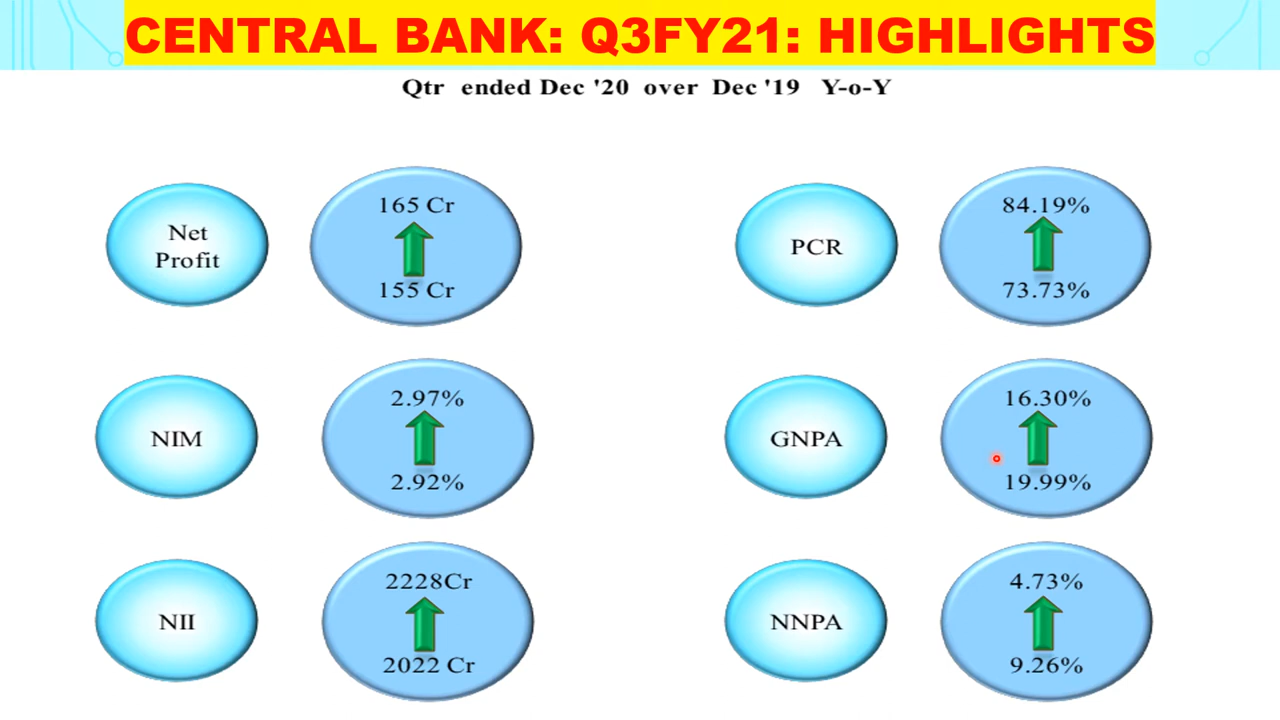 CENTRAL BANK: Q3FY21: HIGHLIGHTS
Qtr ended Dec '20 over Dec '19 Y-o-Y
Net
Profit
165 Cr
155 Cr
PCR
84.19%
73.73%
NIM
2.97%
2.92%
GNPA
16.30%
19.99%
NII
2228Cr
2022 Cr
NNPA
4.73%
9.26%